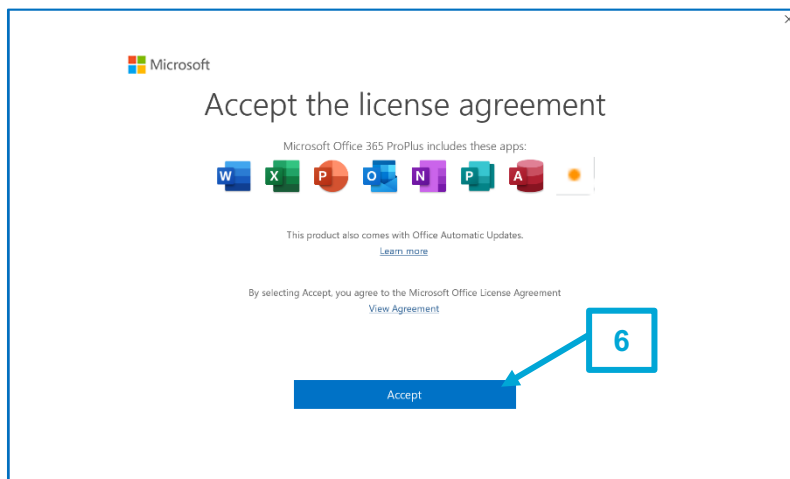 Microsoft
Accept the license agreement
Microsoft Office 365 ProPlus includes these apps:
W X P O N P A
This product also comes with Office Automatic Updates.
Learn more
By selecting Accept, you agree to the Microsoft Office License Agreement
View Agreement
6
Accept